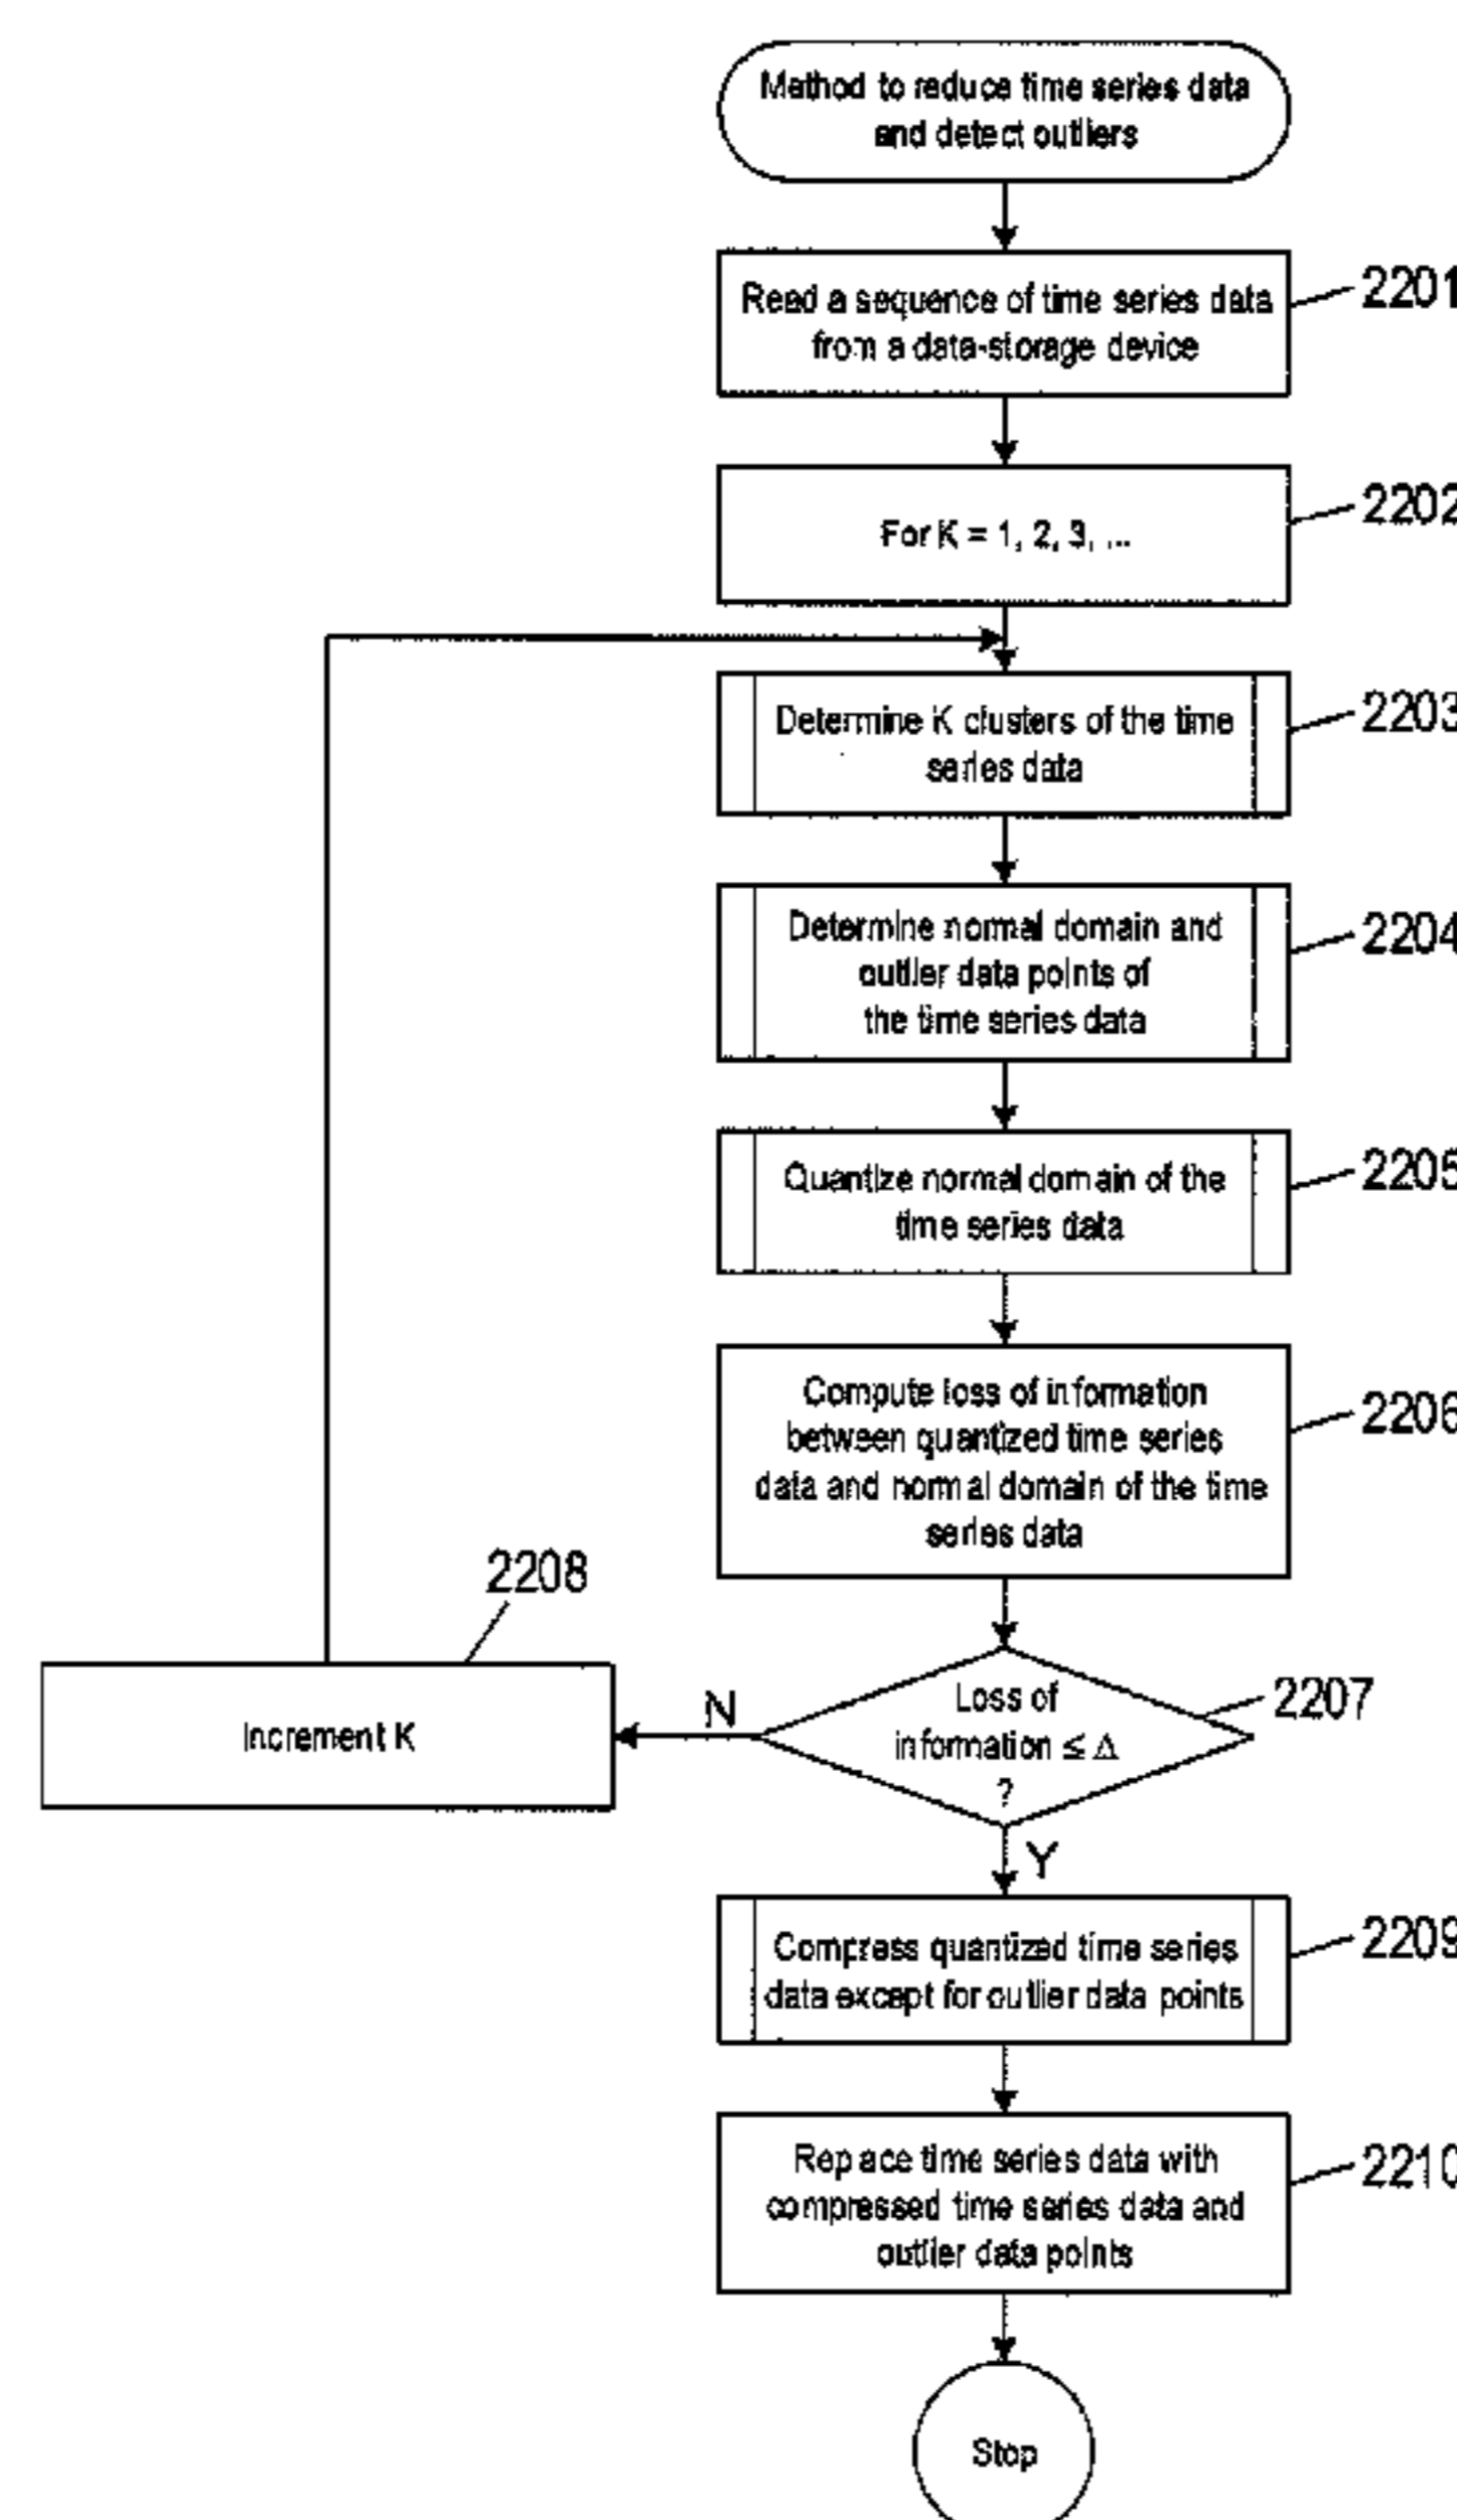 Method to reduce time series data
and detect outliers
Read a sequence of time series data
from a data-storage device
2201
For K = 1, 2, 3, ...
2202
Determine K clusters of the time
series data
2203
Determine normal domain and
outlier data points of
the time series data
2204
Quantize normal domain of the
time series data
2205
Compute loss of information
between quantized time series
data and normal domain of the time
series data
2206
Loss of
information ≤ Δ
?
2207
N
Increment K
2208
Y
Compress quantized time series
data except for outlier data points
2209
Replace time series data with
compressed time series data and
outlier data points
2210
Stop